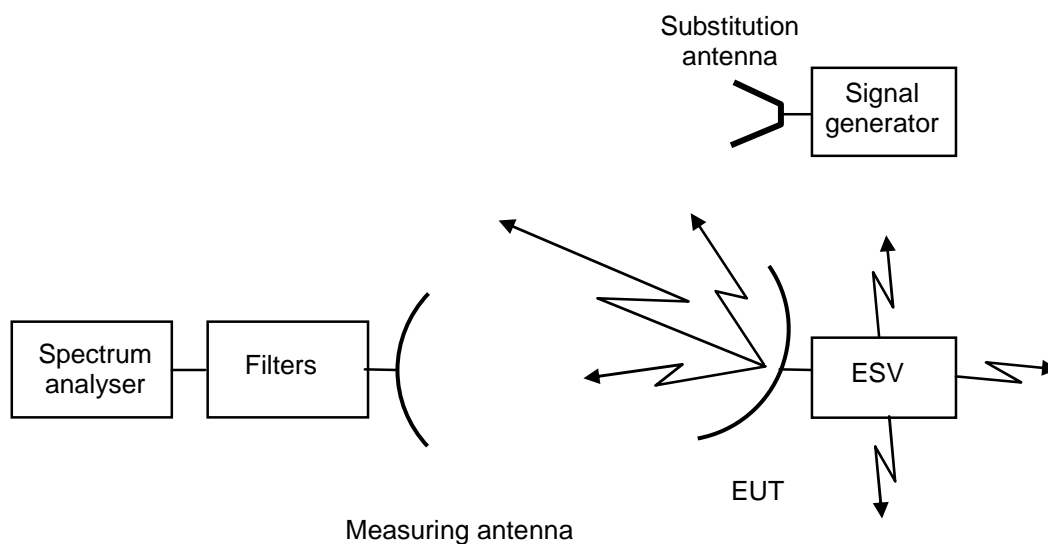 Substitution
antenna
Signal
generator
Spectrum
analyser
Filters
ESV
EUT
Measuring antenna